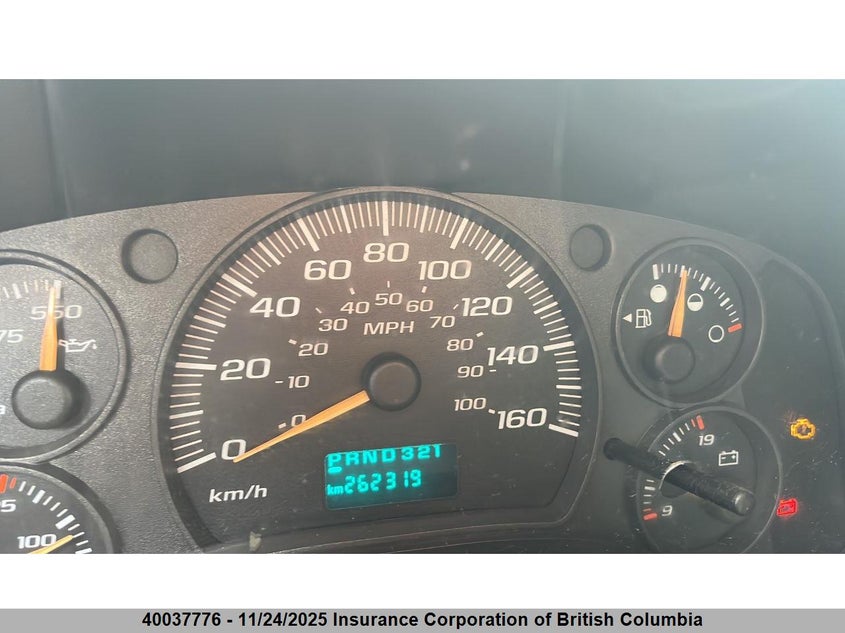 80
60 100
550 50
40 40 60 120
30 MPH 70
75
20 80 140
20 10 90
0 100 160
0
19
PRND32T
km/h km262319
9
100
40037776 - 11/24/2025 Insurance Corporation of British Columbia